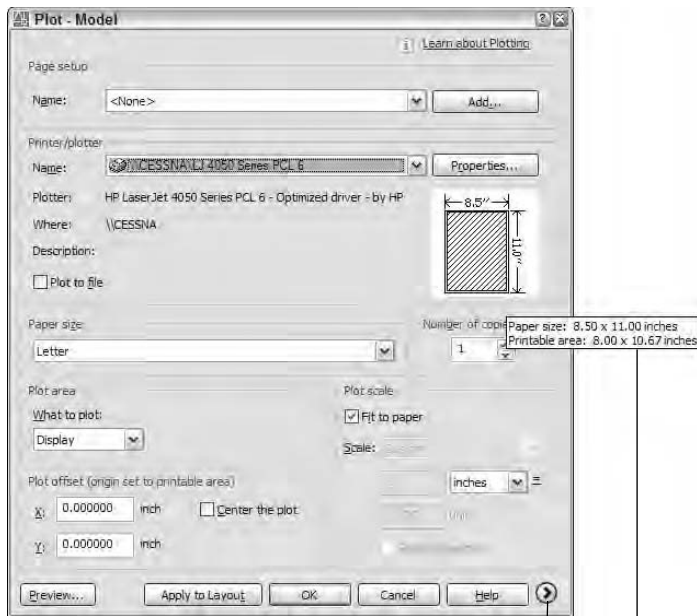 Plot - Model
Learn about Plotting
Page setup
Name: <None> Add...
Printer/plotter
Name: \\CESSNA\LJ 4050 Series PCL 6 Properties...
Plotter: HP LaserJet 4050 Series PCL 6 - Optimized driver - by HP
Where: \\CESSNA
Description:
Plot to file
8.5"
11.0"
Paper size
Letter
Number of copie
1
Paper size: 8.50 x 11.00 inches
Printable area: 8.00 x 10.67 inches
Plot area
What to plot:
Display
Plot scale
Fit to paper
Scale:
inches =
Plot offset (origin set to printable area)
X: 0.000000 inch Center the plot
Y: 0.000000 inch
Preview... Apply to Layout OK Cancel Help